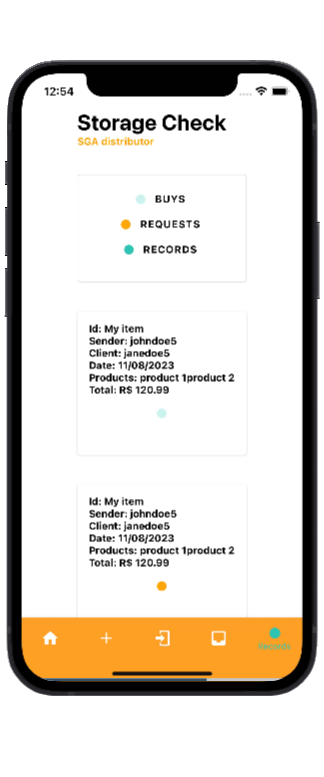 12:54
Storage Check
SGA distributor
BUYS
REQUESTS
RECORDS
Id: My item
Sender: johndoe5
Client: janedoe5
Date: 11/08/2023
Products: product 1product 2
Total: R$ 120.99
Id: My item
Sender: johndoe5
Client: janedoe5
Date: 11/08/2023
Products: product 1product 2
Total: R$ 120.99
Records